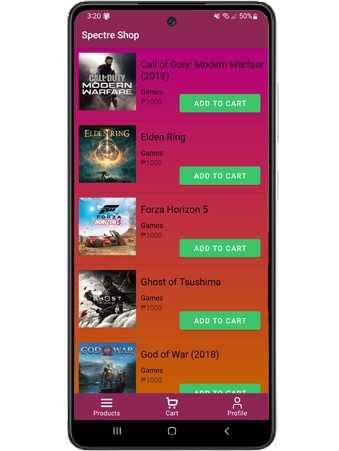 3:20
50%
Spectre Shop
CALL OF DUTY
MODERN
WARFARE
Call of Duty: Modern Warfare
(2019)
Games
₱1000
ADD TO CART
ELDEN RING
Elden Ring
Games
₱1000
ADD TO CART
FORZA
HORIZON 5
Forza Horizon 5
Games
₱1000
ADD TO CART
GHOST
Ghost of Tsushima
Games
₱1000
ADD TO CART
GOD OF WAR
God of War (2018)
Games
₱1000
ADD TO CART
Products
Cart
Profile